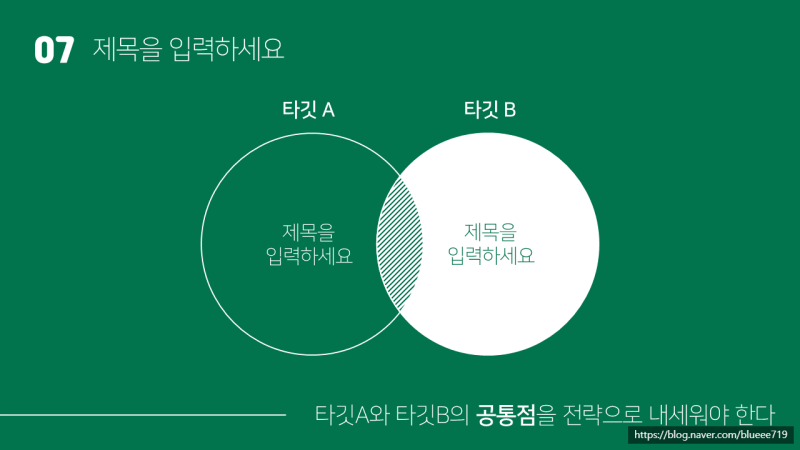 07 제목을 입력하세요
타깃 A
타깃 B
제목을
입력하세요
제목을
입력하세요
타깃A와 타깃B의 공통점을 전략으로 내세워야 한다
https://blog.naver.com/blueee719